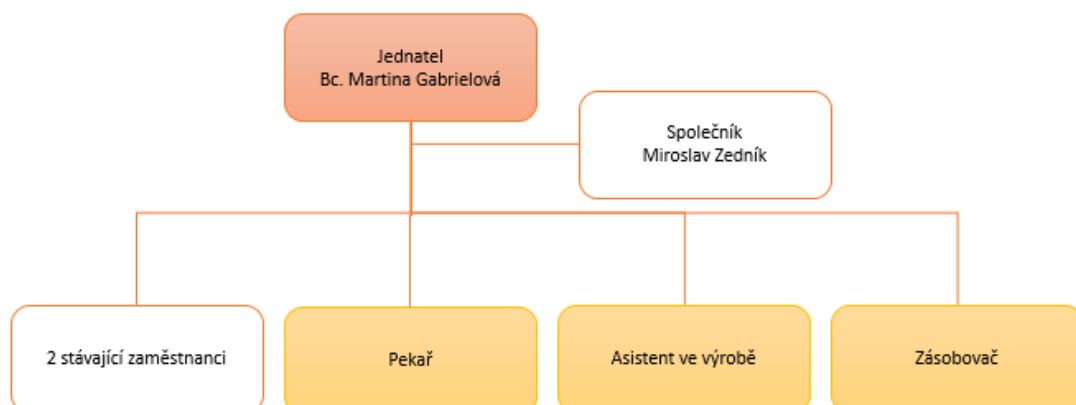 Jednatel
Bc. Martina Gabrielová
Společník
Miroslav Zedník
2 stávající zaměstnanci
Pekař
Asistent ve výrobě
Zásobovač